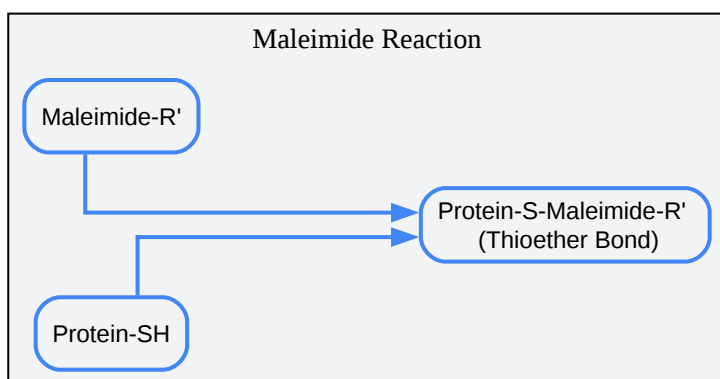 Maleimide Reaction
Maleimide-R'
Protein-S-Maleimide-R'
(Thioether Bond)
Protein-SH